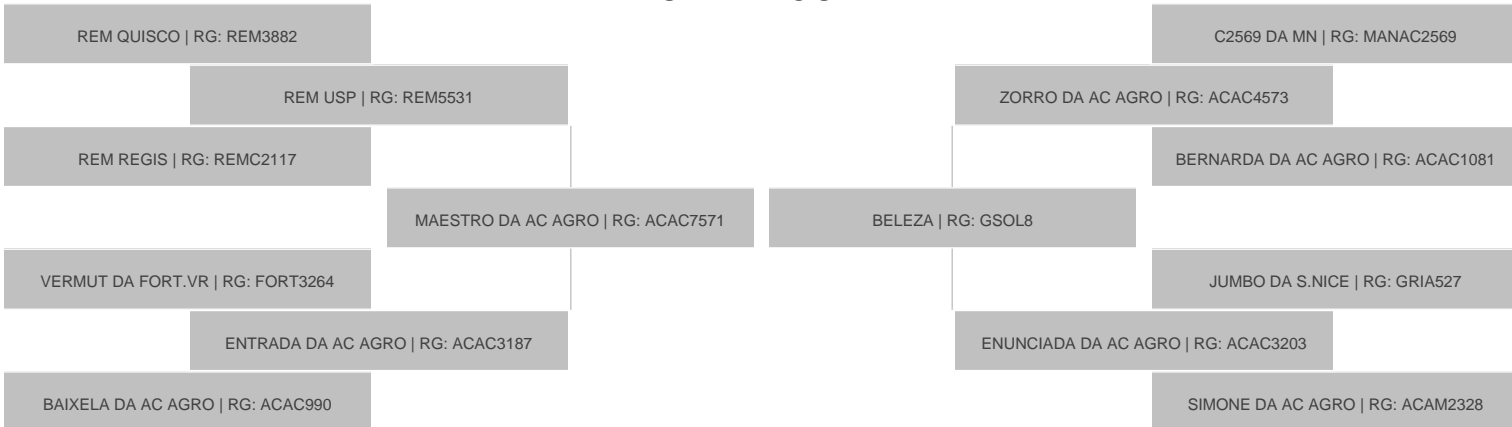 REM QUISCO | RG: REM3882
C2569 DA MN | RG: MANAC2569
REM USP | RG: REM5531
ZORRO DA AC AGRO | RG: ACAC4573
REM REGIS | RG: REMC2117
BERNARDA DA AC AGRO | RG: ACAC1081
MAESTRO DA AC AGRO | RG: ACAC7571
BELEZA | RG: GSOL8
VERMUT DA FORT.VR | RG: FORT3264
JUMBO DA S.NICE | RG: GRIA527
ENTRADA DA AC AGRO | RG: ACAC3187
ENUNCIADA DA AC AGRO | RG: ACAC3203
BAIXELA DA AC AGRO | RG: ACAC990
SIMONE DA AC AGRO | RG: ACAM2328